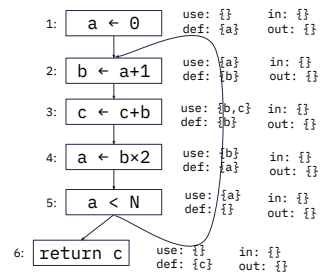 1: a ← 0 use: {} in: {}
def: {a} out: {}
2: b ← a+1 use: {a} in: {}
def: {b} out: {}
3: c ← c+b use: {b,c} in: {}
def: {b} out: {}
4: a ← b×2 use: {b} in: {}
def: {a} out: {}
5: a < N use: {a} in: {}
def: {} out: {}
6: return c use: {} in: {}
def: {c} out: {}